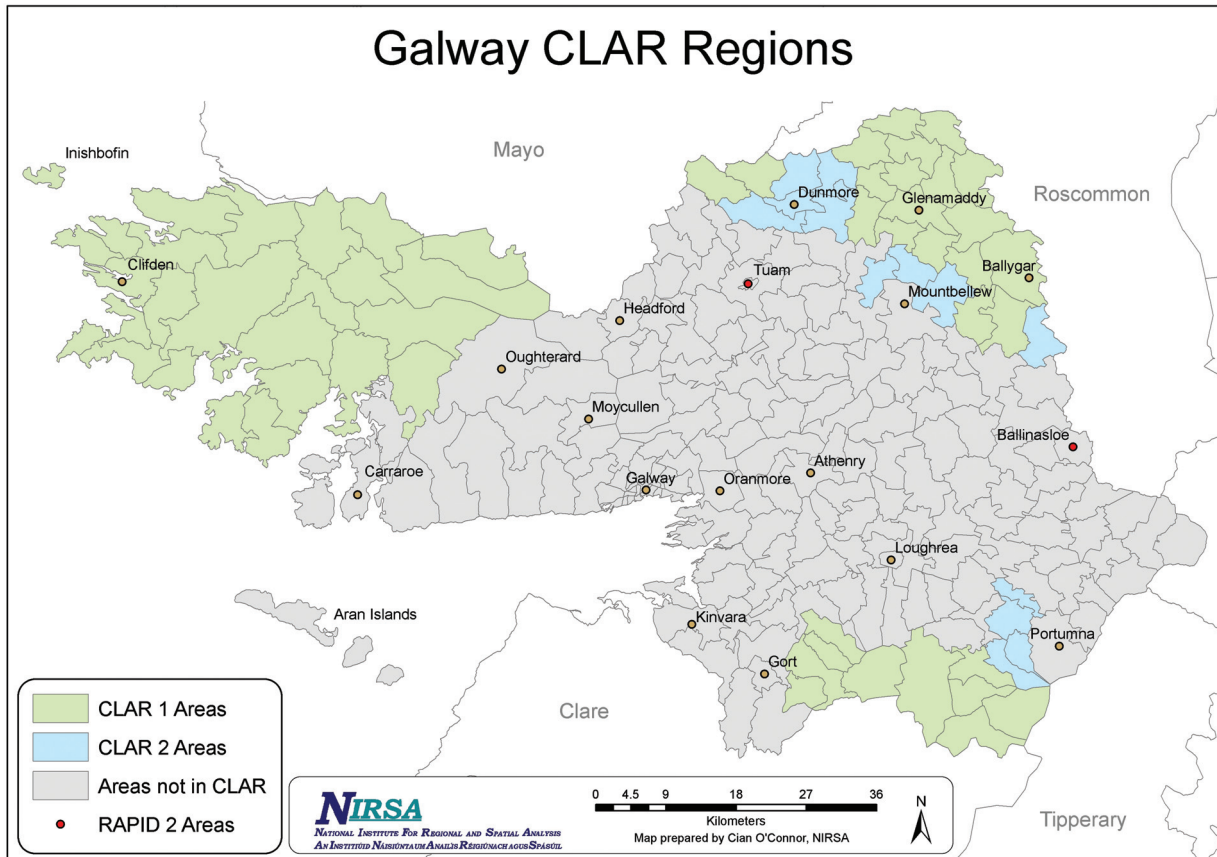 Galway CLAR Regions
Inishbofin
Mayo
Roscommon
Dunmore
Glenamaddy
Clifden
Tuam
Ballygar
Mountbellew
Headford
Oughterard
Moycullen
Ballinasloe
Athenry
Carraroe
Galway
Oranmore
Loughrea
Aran Islands
Kinvara
Portumna
Gort
Clare
Tipperary
CLAR 1 Areas
CLAR 2 Areas
Areas not in CLAR
RAPID 2 Areas
NIRSA
NATIONAL INSTITUTE FOR REGIONAL AND SPATIAL ANALYSIS
AN INSTITIÚID NÁISIÚNTA UM ANAILÍS RÉIGIÚNACH AGUS SPÁSÚIL
0 4.5 9 18 27 36
Kilometers
Map prepared by Cian O'Connor, NIRSA
N